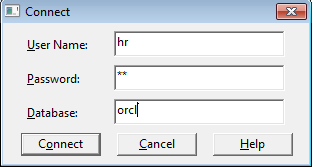 Connect
User Name: hr
Password: **
Database: orcl
Connect Cancel Help